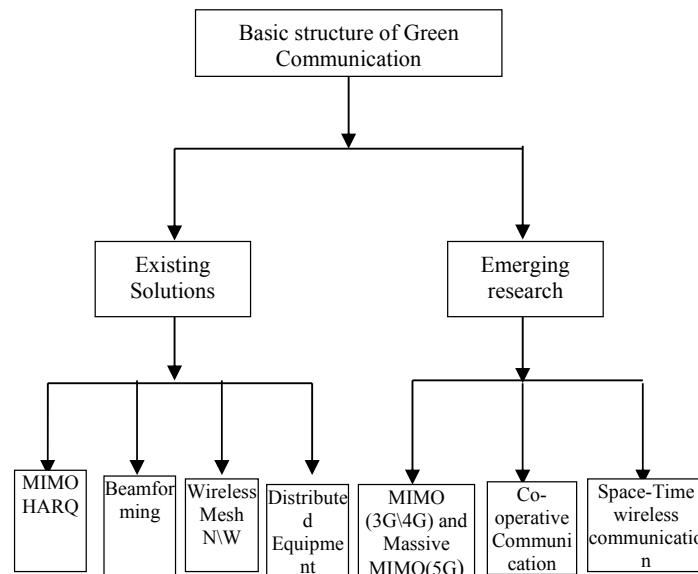 Basic structure of Green
Communication
Existing
Solutions
Emerging
research
MIMO
HARQ
Beamfor
ming
Wireless
Mesh
N\W
Distribute
d
Equipme
nt
MIMO
(3G\4G) and
Massive
MIMO(5G)
Co-
operative
Communi
cation
Space-Time
wireless
communicatio
n